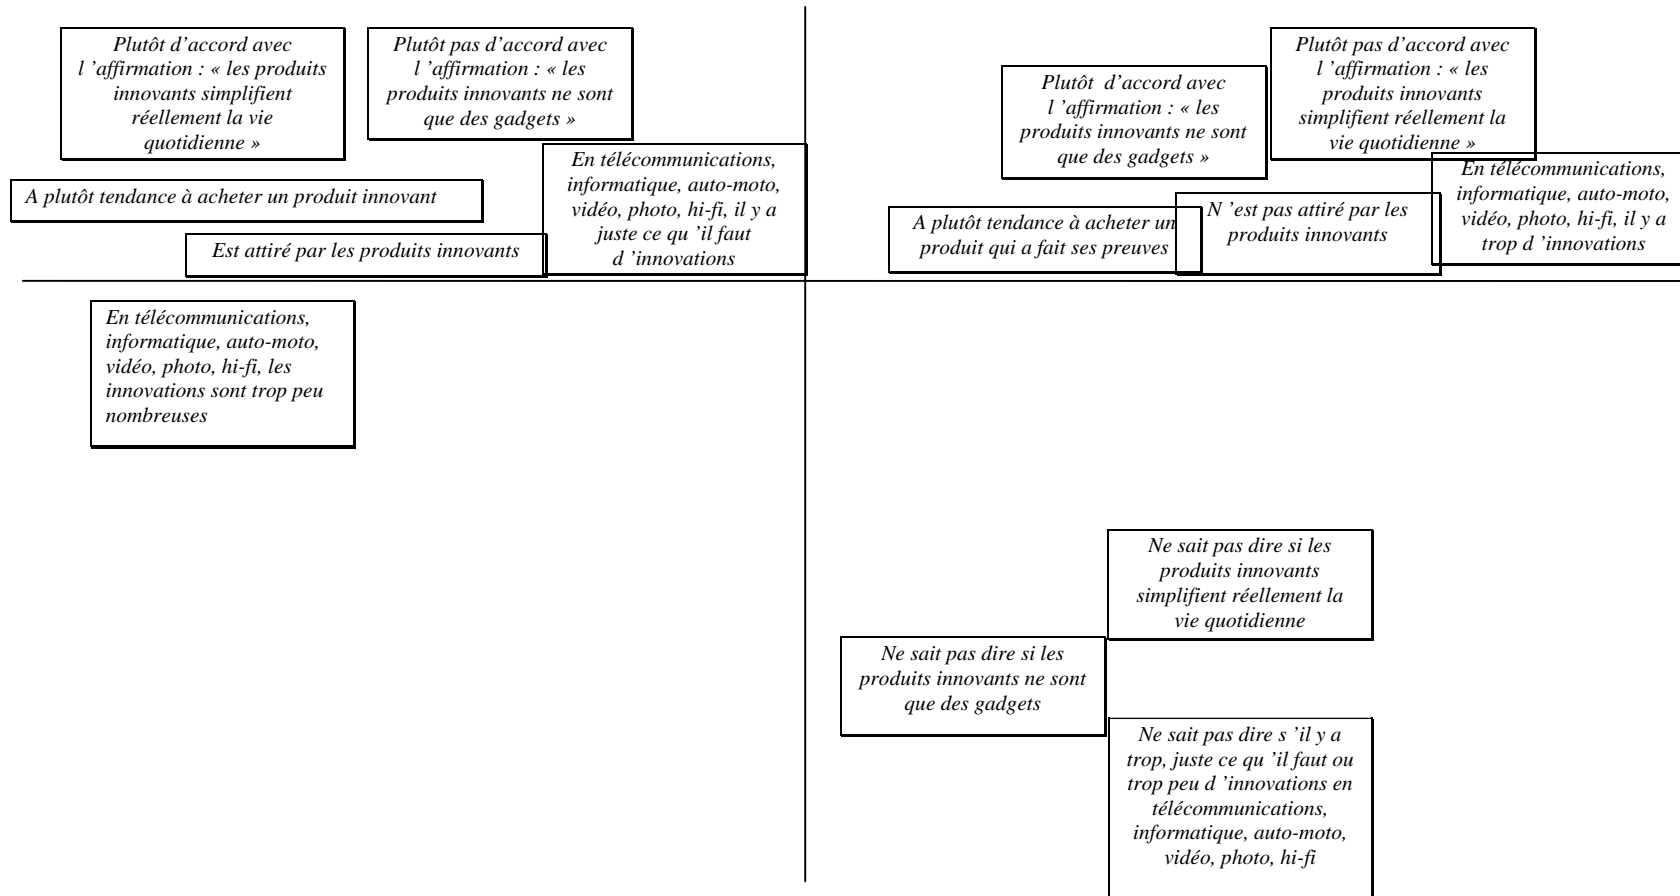 Plutôt d’accord avec
l ’affirmation : « les produits
innovants simplifient
réellement la vie
quotidienne »
Plutôt pas d’accord avec
l ’affirmation : « les
produits innovants ne sont
que des gadgets »
A plutôt tendance à acheter un produit innovant
Est attiré par les produits innovants
En télécommunications,
informatique, auto-moto,
vidéo, photo, hi-fi, il y a
juste ce qu ’il faut
d ’innovations
Plutôt  d’accord avec
l ’affirmation : « les
produits innovants ne sont
que des gadgets »
Plutôt pas d’accord avec
l ’affirmation : « les
produits innovants
simplifient réellement la
vie quotidienne »
A plutôt tendance à acheter un
produit qui a fait ses preuves
N ’est pas attiré par les
produits innovants
En télécommunications,
informatique, auto-moto,
vidéo, photo, hi-fi, il y a
trop d ’innovations
En télécommunications,
informatique, auto-moto,
vidéo, photo, hi-fi, les
innovations sont trop peu
nombreuses
Ne sait pas dire si les
produits innovants
simplifient réellement la
vie quotidienne
Ne sait pas dire si les
produits innovants ne sont
que des gadgets
Ne sait pas dire s ’il y a
trop, juste ce qu ’il faut ou
trop peu d ’innovations en
télécommunications,
informatique, auto-moto,
vidéo, photo, hi-fi